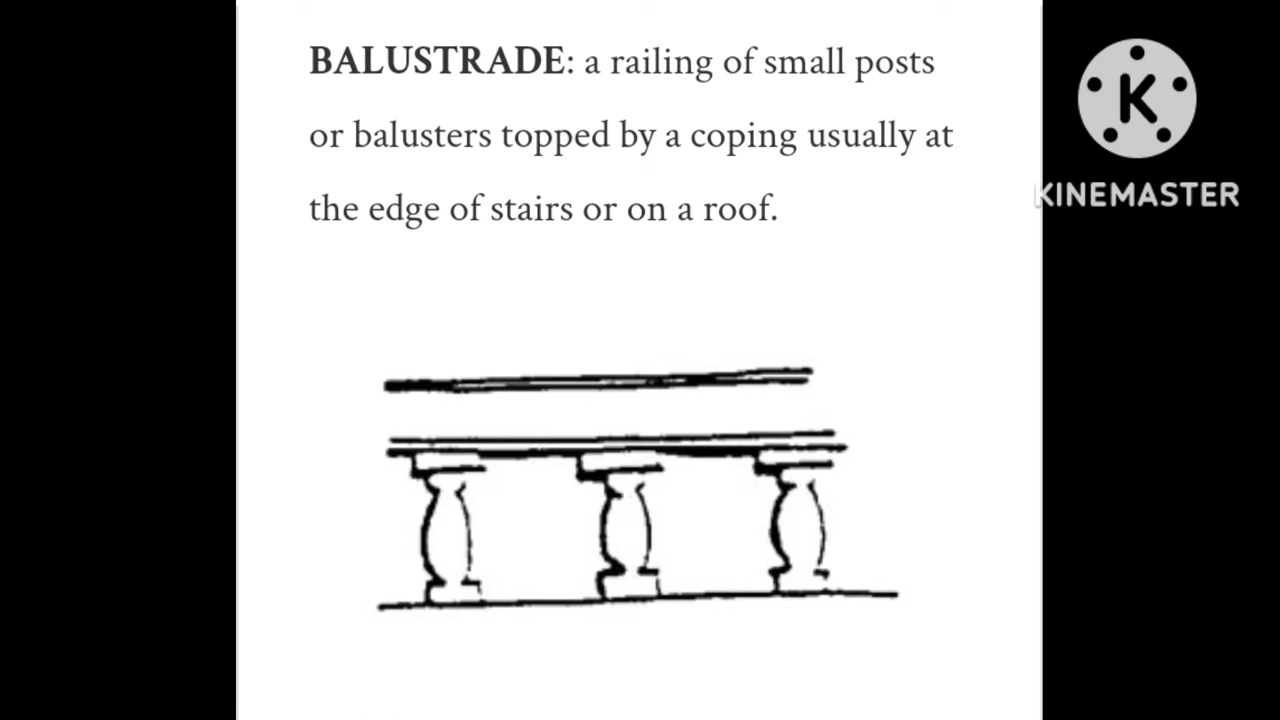 BALUSTRADE: a railing of small posts
or balusters topped by a coping usually at
the edge of stairs or on a roof.
K
KINEMASTER